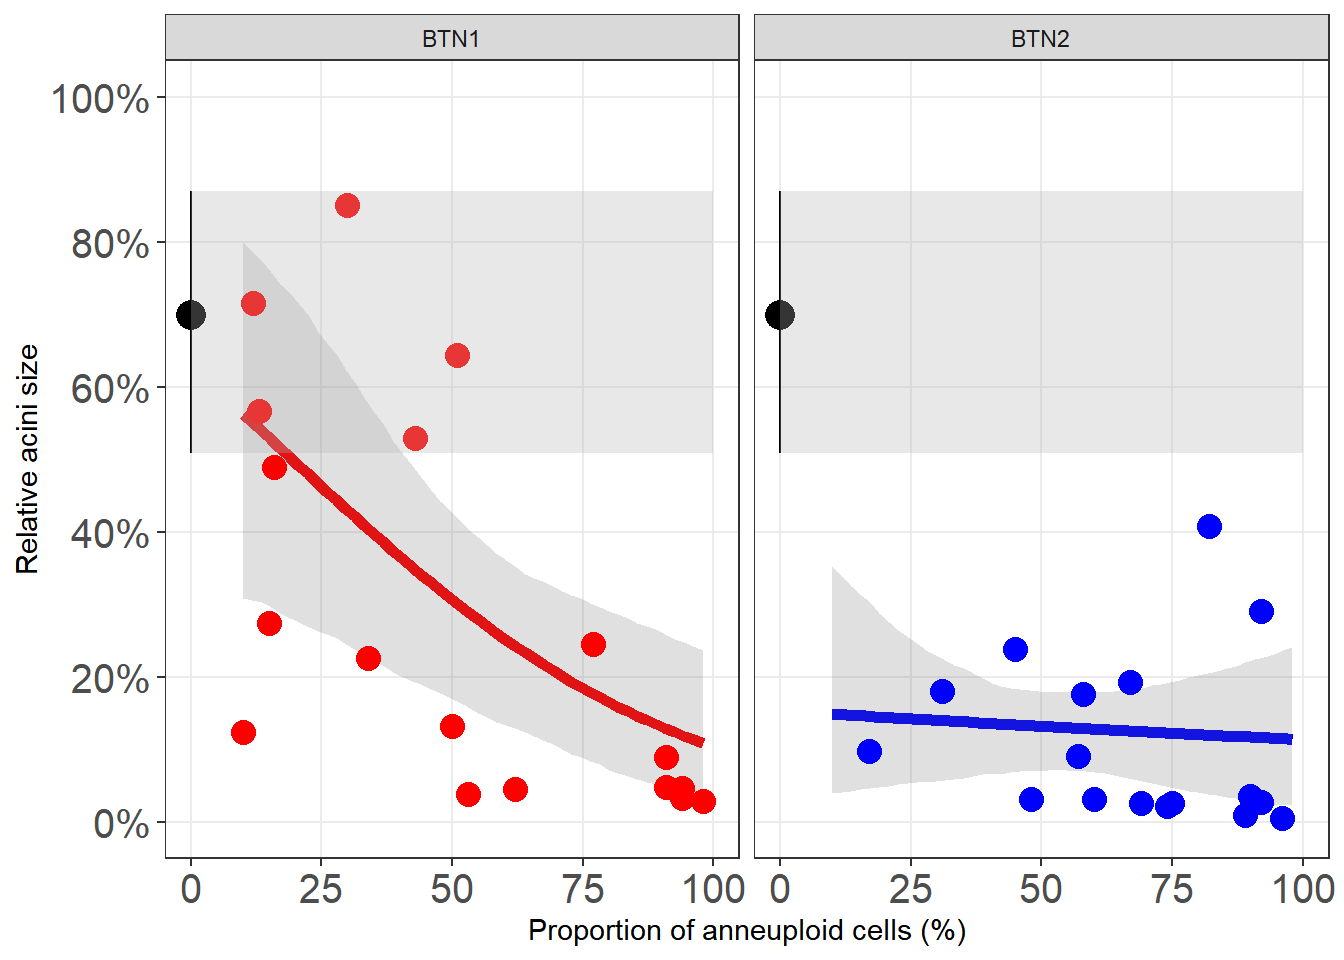 BTN1 BTN2
100%
80%
60%
40%
20%
0%
Relative acini size
0 25 50 75 100 0 25 50 75 100
Proportion of anneuploid cells (%)